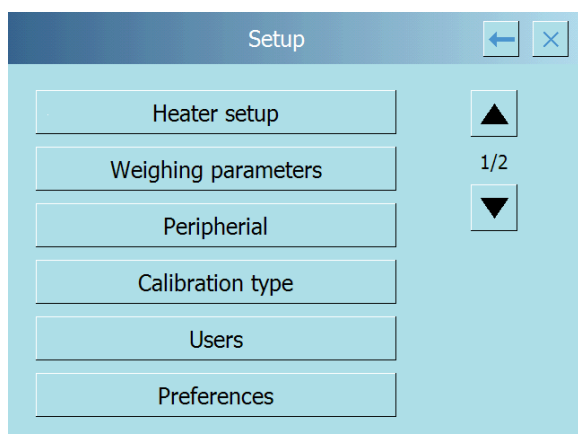 Setup
Heater setup
Weighing parameters
1/2
Peripherial
Calibration type
Users
Preferences